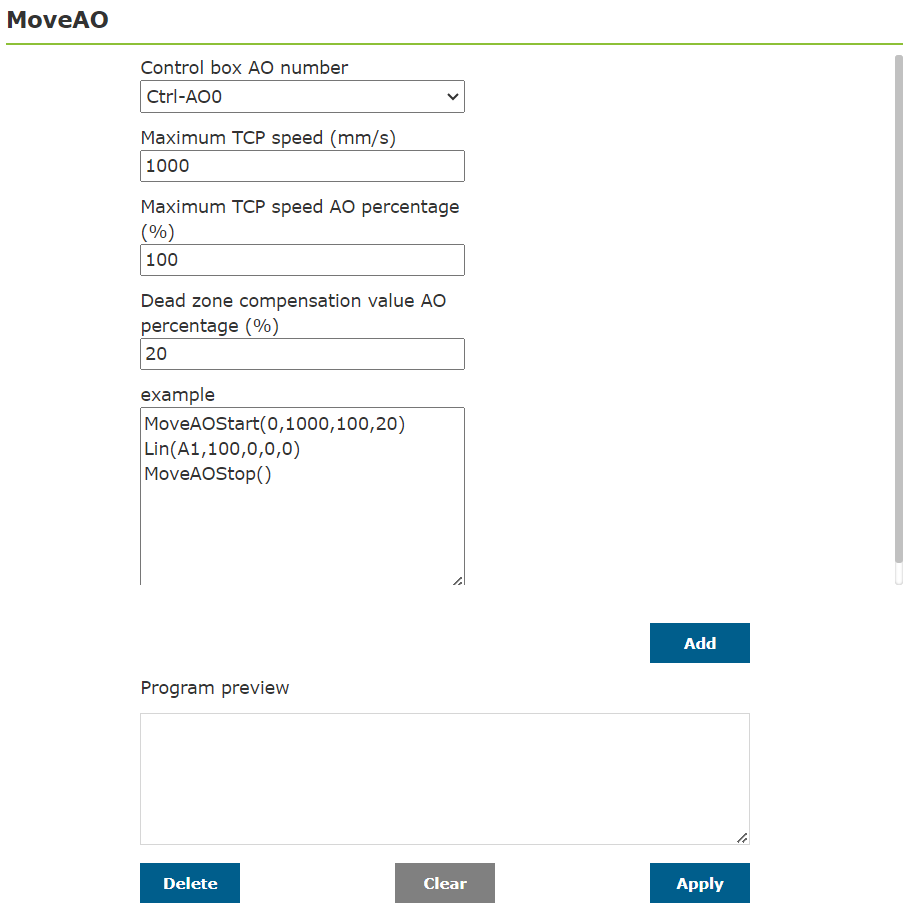 MoveAO
Control box AO number
Ctrl-AO0
Maximum TCP speed (mm/s)
1000
Maximum TCP speed AO percentage
(%)
100
Dead zone compensation value AO
percentage (%)
20
example
MoveAOStart(0,1000,100,20)
Lin(A1,100,0,0,0)
MoveAOStop()
Add
Program preview
Delete
Clear
Apply